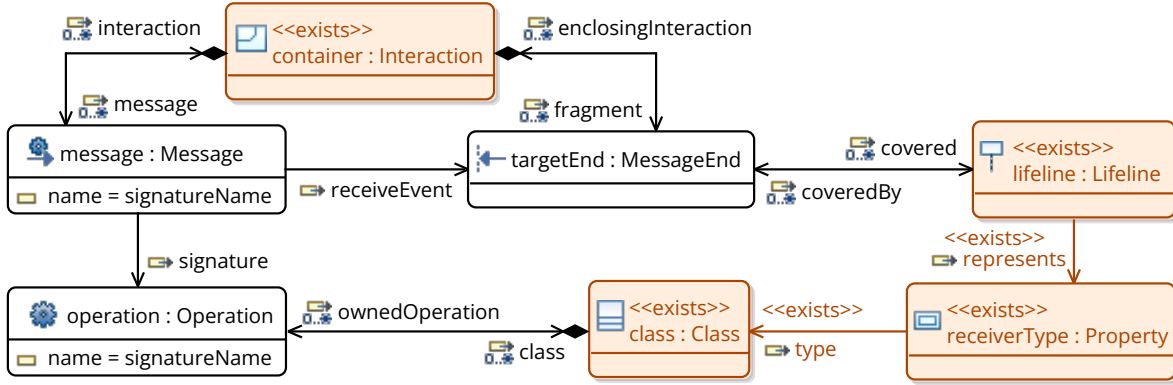 interaction
<<exists>>
container : Interaction
enclosingInteraction
message
fragment
message : Message
name = signatureName
receiveEvent
targetEnd : MessageEnd
covered
coveredBy
<<exists>>
lifeline : Lifeline
signature
<<exists>>
represents
operation : Operation
name = signatureName
ownedOperation
class
<<exists>>
class : Class
<<exists>>
type
<<exists>>
receiverType : Property